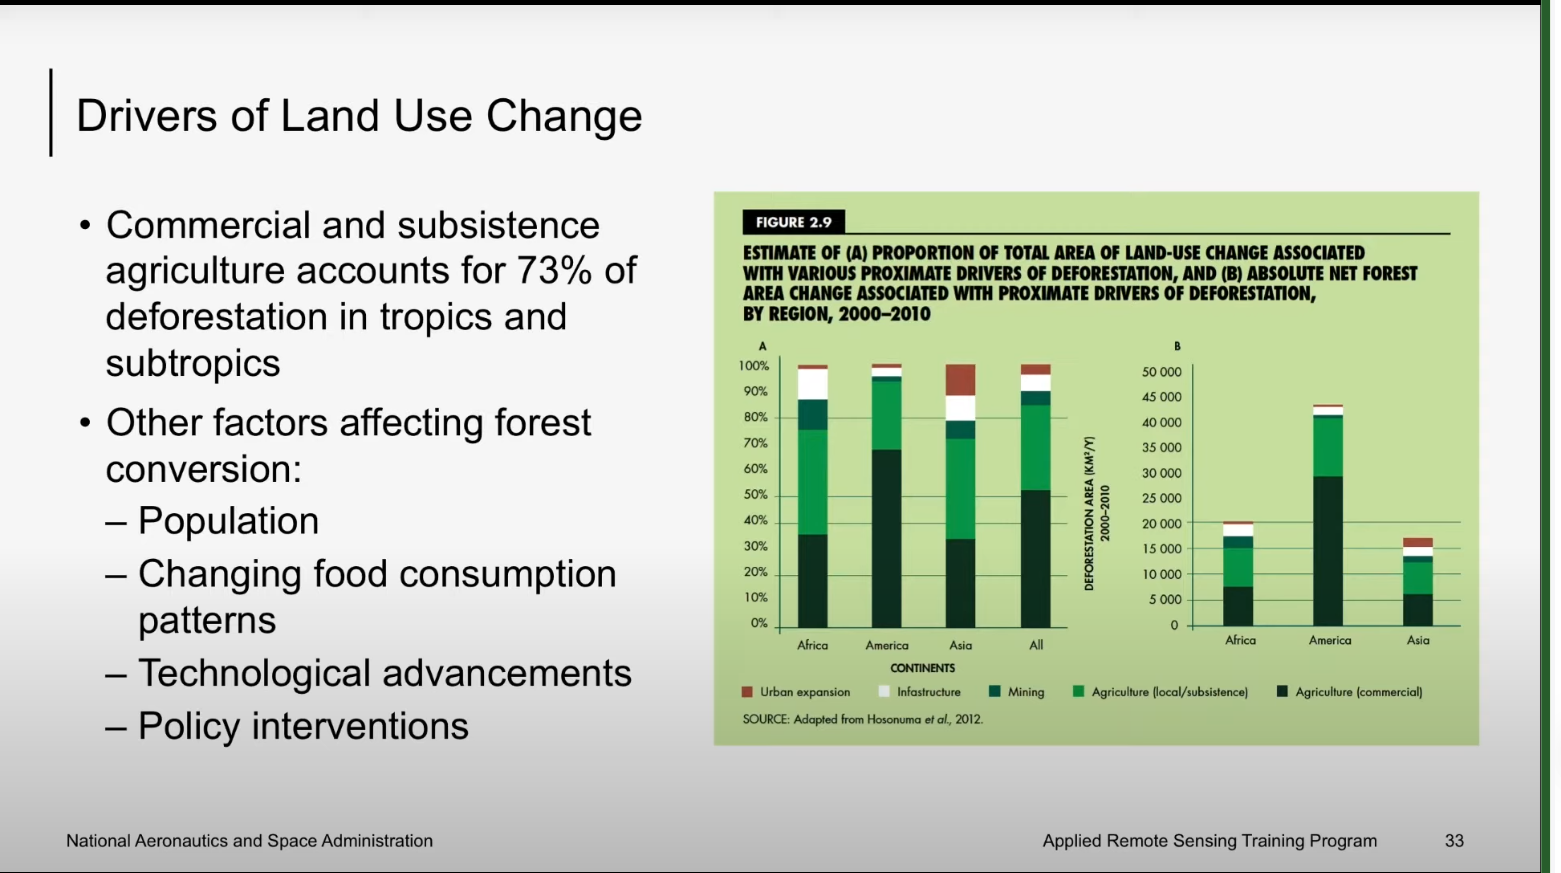 Drivers of Land Use Change
• Commercial and subsistence
agriculture accounts for 73% of
deforestation in tropics and
subtropics
• Other factors affecting forest
conversion:
– Population
– Changing food consumption
patterns
– Technological advancements
– Policy interventions
FIGURE 2.9
ESTIMATE OF (A) PROPORTION OF TOTAL AREA OF LAND-USE CHANGE ASSOCIATED
WITH VARIOUS PROXIMATE DRIVERS OF DEFORESTATION, AND (B) ABSOLUTE NET FOREST
AREA CHANGE ASSOCIATED WITH PROXIMATE DRIVERS OF DEFORESTATION,
BY REGION, 2000–2010
A
100%
90%
80%
70%
60%
50%
40%
30%
20%
10%
0%
Africa America Asia All
CONTINENTS
B
DEFORESTATION AREA (KM²/Y)
2000–2010
50 000
45 000
40 000
35 000
30 000
25 000
20 000
15 000
10 000
5 000
0
Africa America Asia
Urban expansion Infastructure Mining Agriculture (local/subsistence) Agriculture (commercial)
SOURCE: Adapted from Hosonuma et al., 2012.
National Aeronautics and Space Administration Applied Remote Sensing Training Program 33